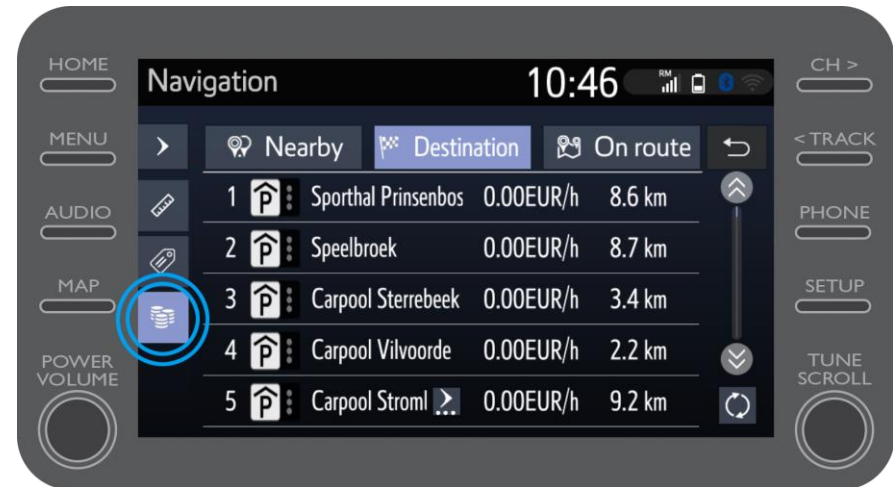 HOME
MENU
AUDIO
MAP
POWER
VOLUME
Navigation 10:46 RM
Nearby Destination On route
1 P Sporthal Prinsenbos 0.00EUR/h 8.6 km
2 P Speelbroek 0.00EUR/h 8.7 km
3 P Carpool Sterrebeek 0.00EUR/h 3.4 km
4 P Carpool Vilvoorde 0.00EUR/h 2.2 km
5 P Carpool Stroml 0.00EUR/h 9.2 km
CH >
< TRACK
PHONE
SETUP
TUNE
SCROLL